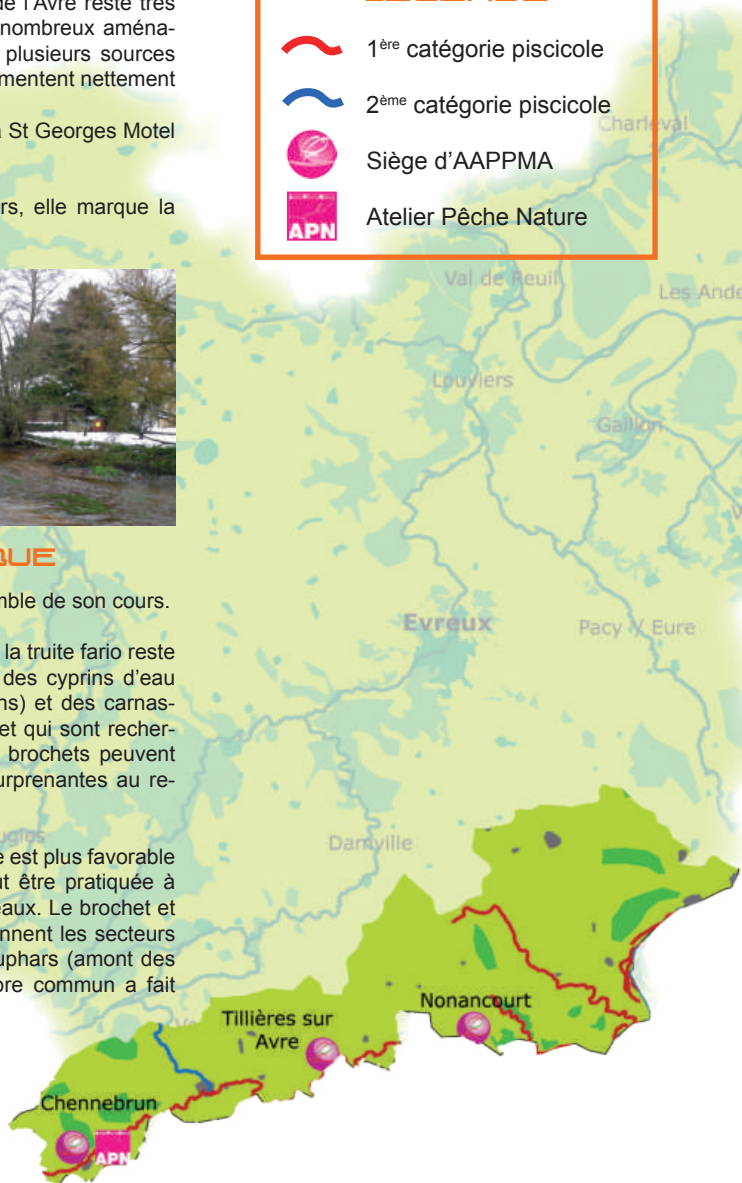 de l'Avre reste très
nombreux aména-
plusieurs sources
mentent nettement
à St Georges Motel
rs, elle marque la
QUE
mble de son cours.
la truite fario reste
des cyprins d'eau
ns) et des carnas-
et qui sont recher-
brochets peuvent
urprenantes au re-
e est plus favorable
ut être pratiquée à
eaux. Le brochet et
nnent les secteurs
uphars (amont des
bre commun a fait
1ère catégorie piscicole
2ème catégorie piscicole
Siège d'AAPPMA
APN
Atelier Pêche Nature
Charleval
Val de Reuil
Les Ande
Louviers
Gaillon
Evreux
Pacy / Eure
ugles
Damville
Tillières sur
Avre
Nonancourt
Chennebrun
APN